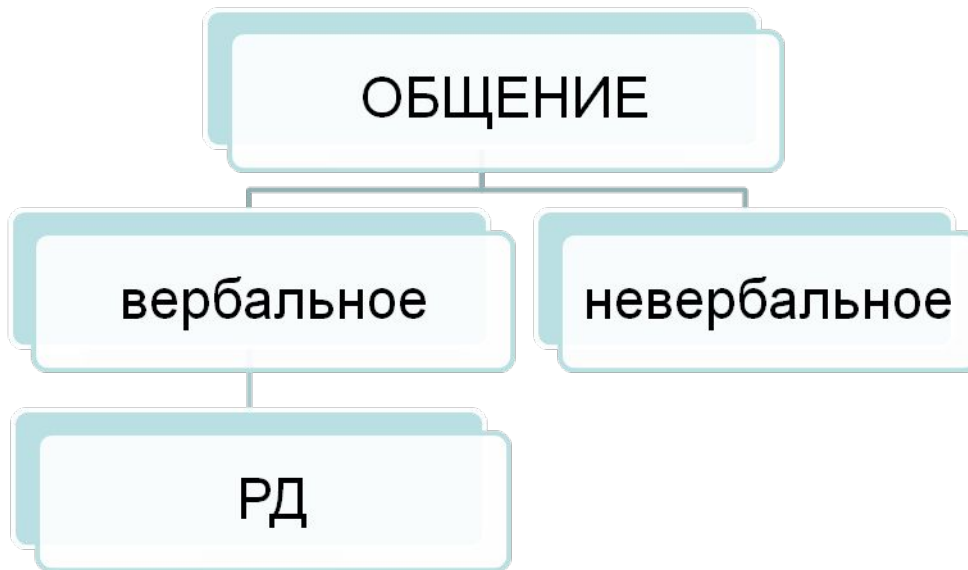 ОБЩЕНИЕ
вербальное
невербальное
РД